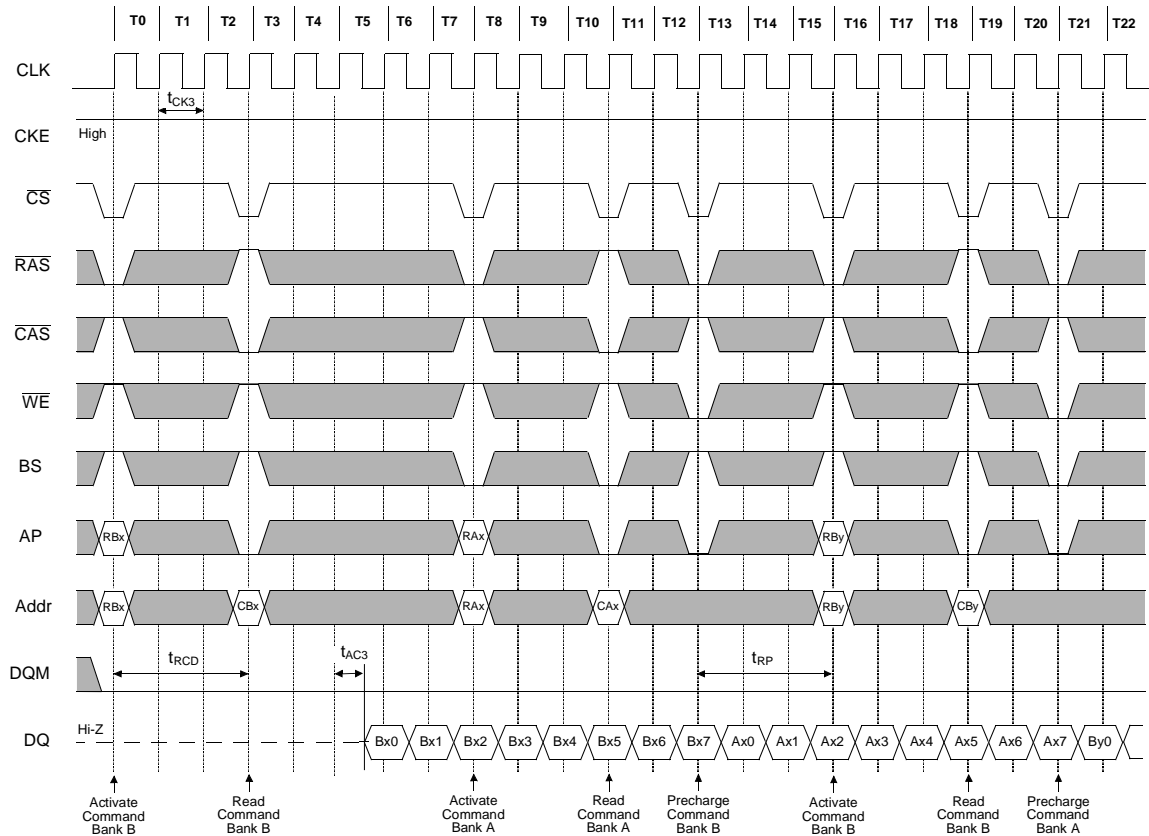 T0 T1 T2 T3 T4 T5 T6 T7 T8 T9 T10 T11 T12 T13 T14 T15 T16 T17 T18 T19 T20 T21 T22
CLK
tCK3
CKE High
CS
RAS
CAS
WE
BS
AP RBx RAx RBy
Addr RBx CBx RAx CAx RBy CBy
DQM tRCD tAC3 tRP
DQ Hi-Z Bx0 Bx1 Bx2 Bx3 Bx4 Bx5 Bx6 Bx7 Ax0 Ax1 Ax2 Ax3 Ax4 Ax5 Ax6 Ax7 By0
Activate Command Bank B
Read Command Bank B
Activate Command Bank A
Read Command Bank A
Precharge Command Bank B
Activate Command Bank B
Read Command Bank B
Precharge Command Bank A